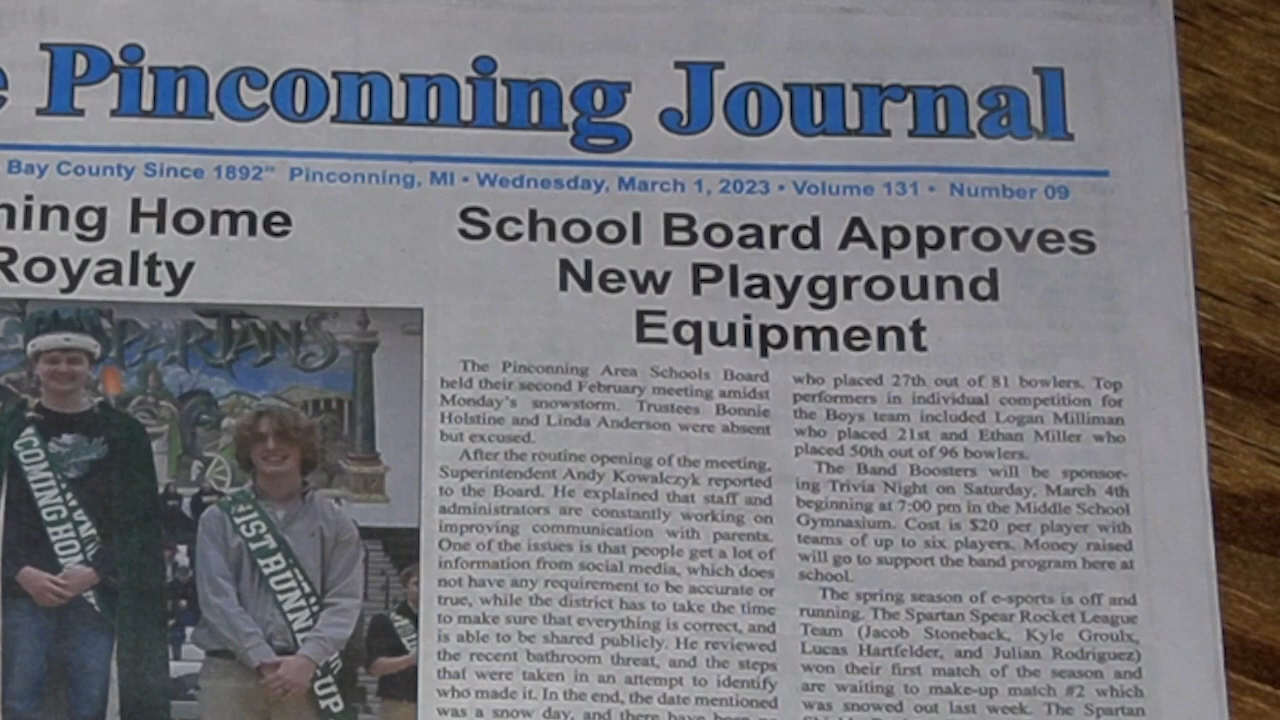 Pinconning Journal
Bay County Since 1892" Pinconning, MI • Wednesday, March 1, 2023 • Volume 131 • Number 09
ning Home
Royalty
SPARTANS
COMING HOM
School Board Approves
New Playground
Equipment
The Pinconning Area Schools Board
held their second February meeting amidst
Monday's snowstorm. Trustees Bonnie
Holstine and Linda Anderson were absent
but excused.
After the routine opening of the meeting,
Superintendent Andy Kowalczyk reported
to the Board. He explained that staff and
administrators are constantly working on
improving communication with parents.
One of the issues is that people get a lot of
information from social media, which does
not have any requirement to be accurate or
true, while the district has to take the time
to make sure that everything is correct, and
is able to be shared publicly. He reviewed
the recent bathroom threat, and the steps
that were taken in an attempt to identify
who made it. In the end, the date mentioned
was a snow day, and there have been no
who placed 27th out of 81 bowlers. Top
performers in individual competition for
the Boys team included Logan Milliman
who placed 21st and Ethan Miller who
placed 50th out of 96 bowlers.
The Band Boosters will be sponsor-
ing Trivia Night on Saturday, March 4th
beginning at 7:00 pm in the Middle School
Gymnasium. Cost is $20 per player with
teams of up to six players. Money raised
will go to support the band program here at
school.
The spring season of e-sports is off and
running. The Spartan Spear Rocket League
Team (Jacob Stoneback, Kyle Groulx,
Lucas Hartfelder, and Julian Rodriguez)
won their first match of the season and
are waiting to make-up match #2 which
was snowed out last week. The Spartan